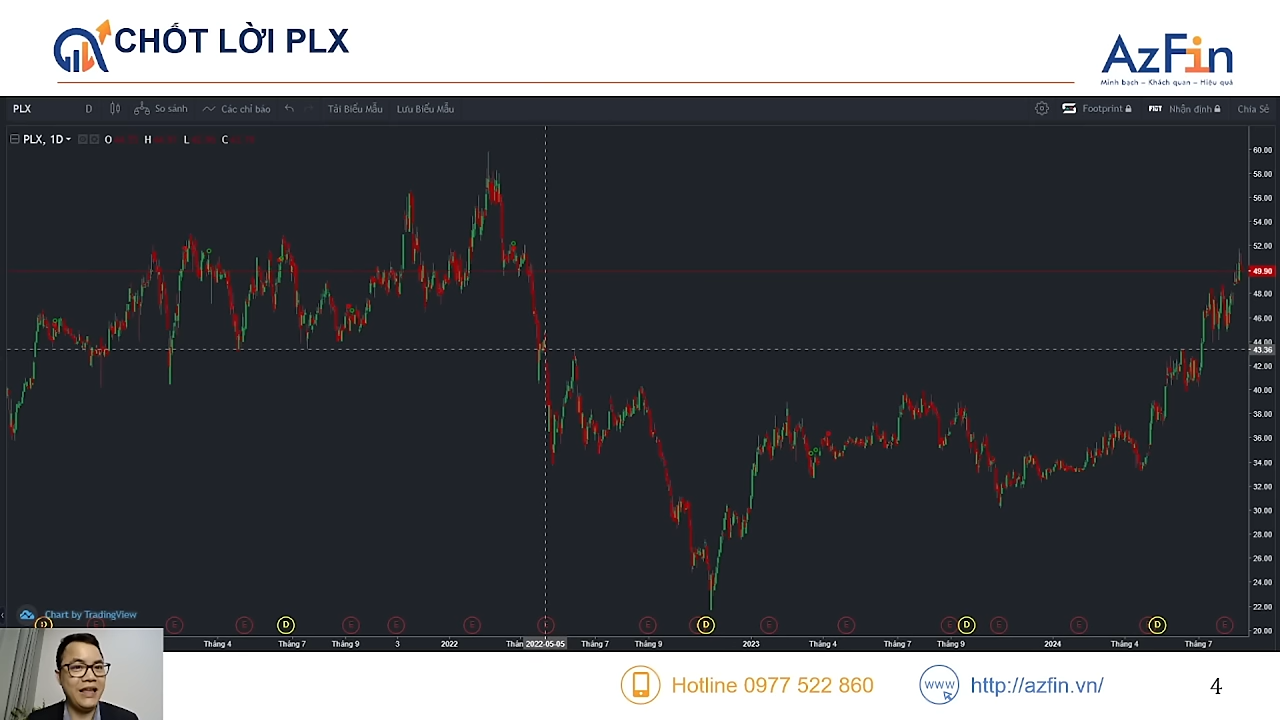 CHỐT LỜI PLX
AzFin
Minh bạch – Khách quan – Hiệu quả
PLX D So sánh Các chỉ báo Tải Biểu Mẫu Lưu Biểu Mẫu Footprint Nhận định Chia Sẻ
PLX, 1D O H L C
60.00
58.00
56.00
54.00
52.00
49.90
48.00
46.00
44.00
43.36
42.00
40.00
38.00
36.00
34.00
32.00
30.00
28.00
26.00
24.00
22.00
20.00
Chart by TradingView
D D D D D
E E E E E E E E E E E E E
Tháng 4 Tháng 7 Tháng 9 3 2022 2022-05-05 Tháng 7 Tháng 9 2023 Tháng 4 Tháng 7 Tháng 9 2024 Tháng 4 Tháng 7
Hotline 0977 522 860 www http://azfin.vn/ 4